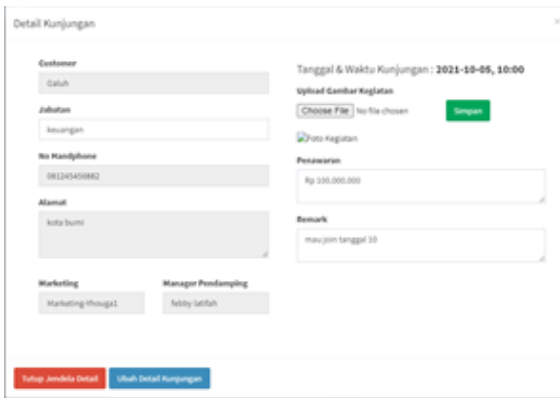 Detail Kunjungan
×
Customer
Galuh
Jabatan
keuangan
No Handphone
081245456882
Alamat
kota bumi
Marketing
Marketing-Yhouga1
Manager Pendamping
febby latifah
Tanggal & Waktu Kunjungan : 2021-10-05, 10:00
Upload Gambar Kegiatan
Choose File No file chosen
Simpan
Foto Kegiatan
Penawaran
Rp 100.000.000
Remark
mau join tanggal 10
Tutup Jendela Detail
Ubah Detail Kunjungan